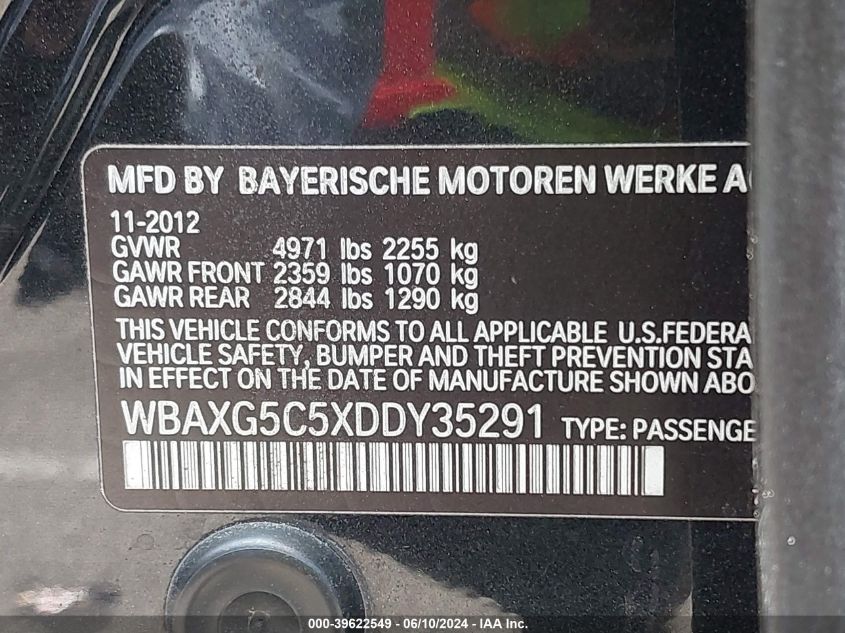 MFD BY BAYERISCHE MOTOREN WERKE
11-2012
GVWR 4971 lbs 2255 kg
GAWR FRONT 2359 lbs 1070 kg
GAWR REAR 2844 lbs 1290 kg
THIS VEHICLE CONFORMS TO ALL APPLICABLE U.S.FEDERA
VEHICLE SAFETY, BUMPER AND THEFT PREVENTION STA
IN EFFECT ON THE DATE OF MANUFACTURE SHOWN ABO
WBAXG5C5XDDY35291 TYPE: PASSENGE
000-39622549 - 06/10/2024 - IAA Inc.